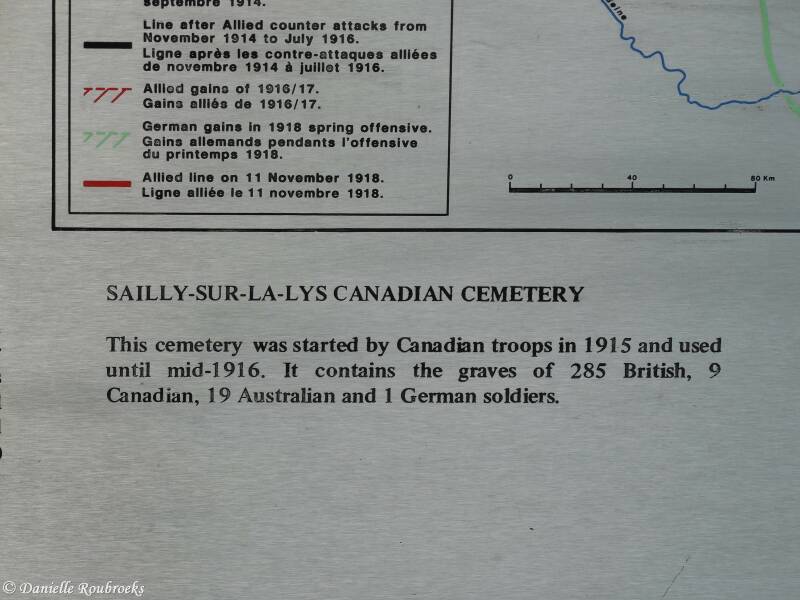 septembre 1914.
Line after Allied counter attacks from
November 1914 to July 1916.
Ligne après les contre-attaques alliées
de novembre 1914 à juillet 1916.
Allied gains of 1916/17.
Gains alliés de 1916/17.
German gains in 1918 spring offensive.
Gains allemands pendants l'offensive
du printemps 1918.
Allied line on 11 November 1918.
Ligne alliée le 11 novembre 1918.
0 40 80 Km
SAILLY-SUR-LA-LYS CANADIAN CEMETERY
This cemetery was started by Canadian troops in 1915 and used
until mid-1916. It contains the graves of 285 British, 9
Canadian, 19 Australian and 1 German soldiers.
© Danielle Roubroeks